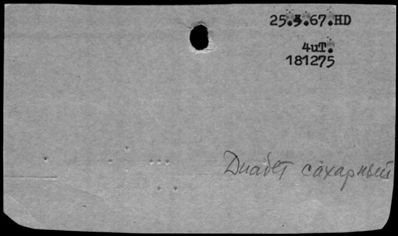 25.5.67.HD
4uT.
181275
Диабет сахарный